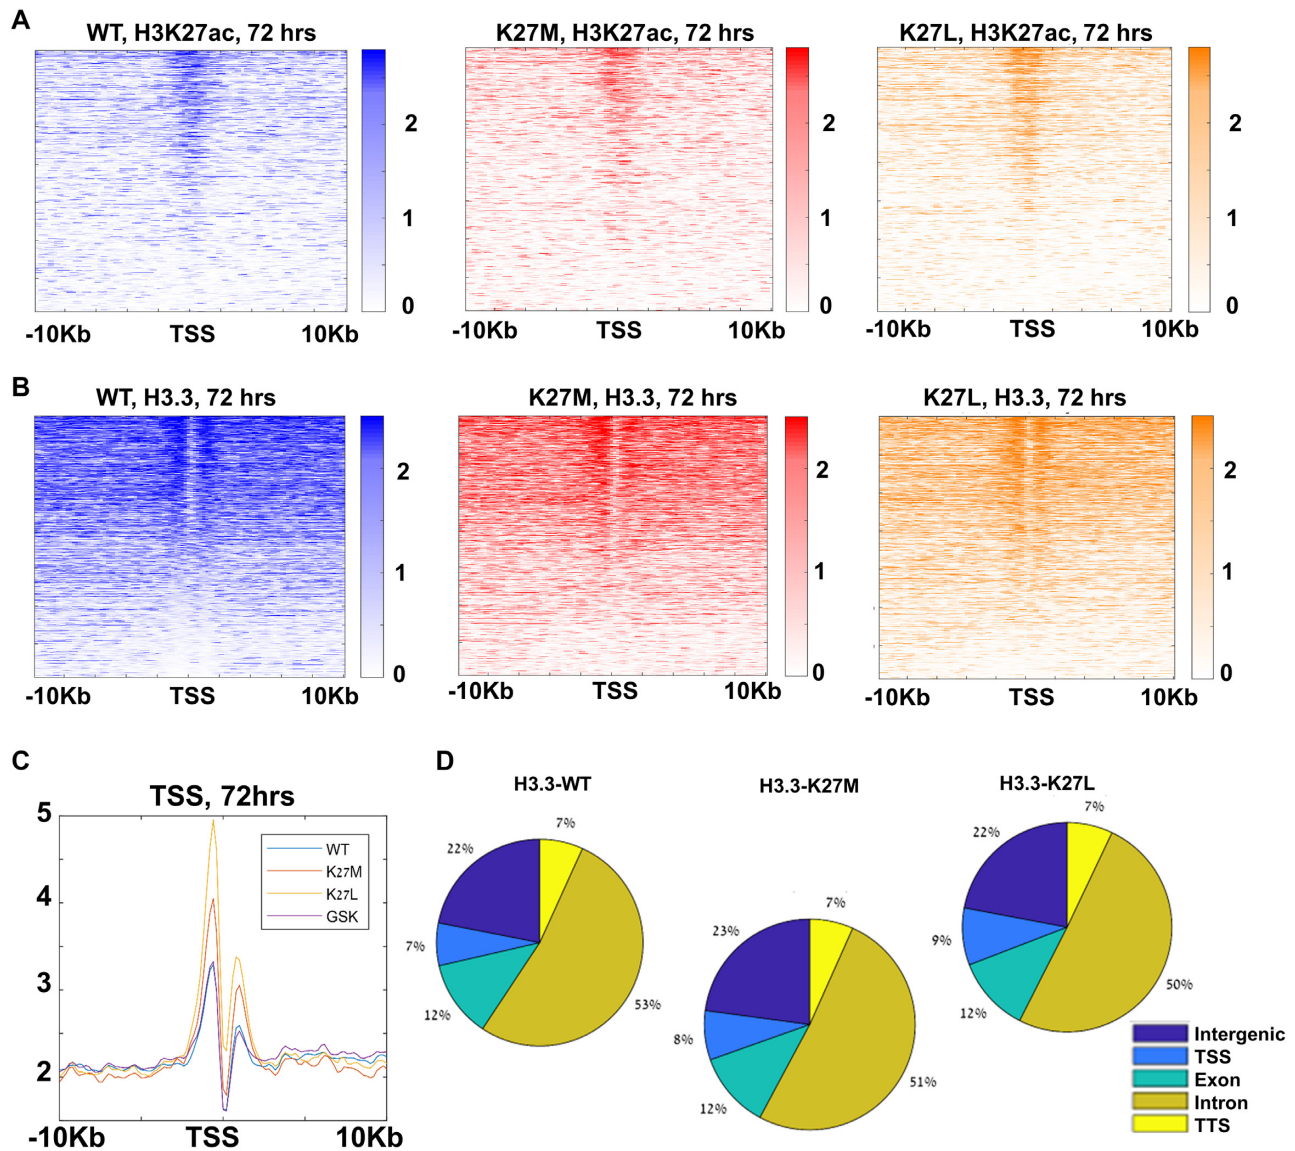 A
WT, H3K27ac, 72 hrs
K27M, H3K27ac, 72 hrs
K27L, H3K27ac, 72 hrs
2
1
0
2
1
0
2
1
0
-10Kb TSS 10Kb
-10Kb TSS 10Kb
-10Kb TSS 10Kb
B
WT, H3.3, 72 hrs
K27M, H3.3, 72 hrs
K27L, H3.3, 72 hrs
2
1
0
2
1
0
2
1
0
-10Kb TSS 10Kb
-10Kb TSS 10Kb
-10Kb TSS 10Kb
C
TSS, 72hrs
5
4
3
2
WT
K27M
K27L
GSK
-10Kb TSS 10Kb
D
H3.3-WT
7%
22%
7%
12%
53%
H3.3-K27M
7%
23%
8%
12%
51%
H3.3-K27L
7%
22%
9%
12%
50%
Intergenic
TSS
Exon
Intron
TTS